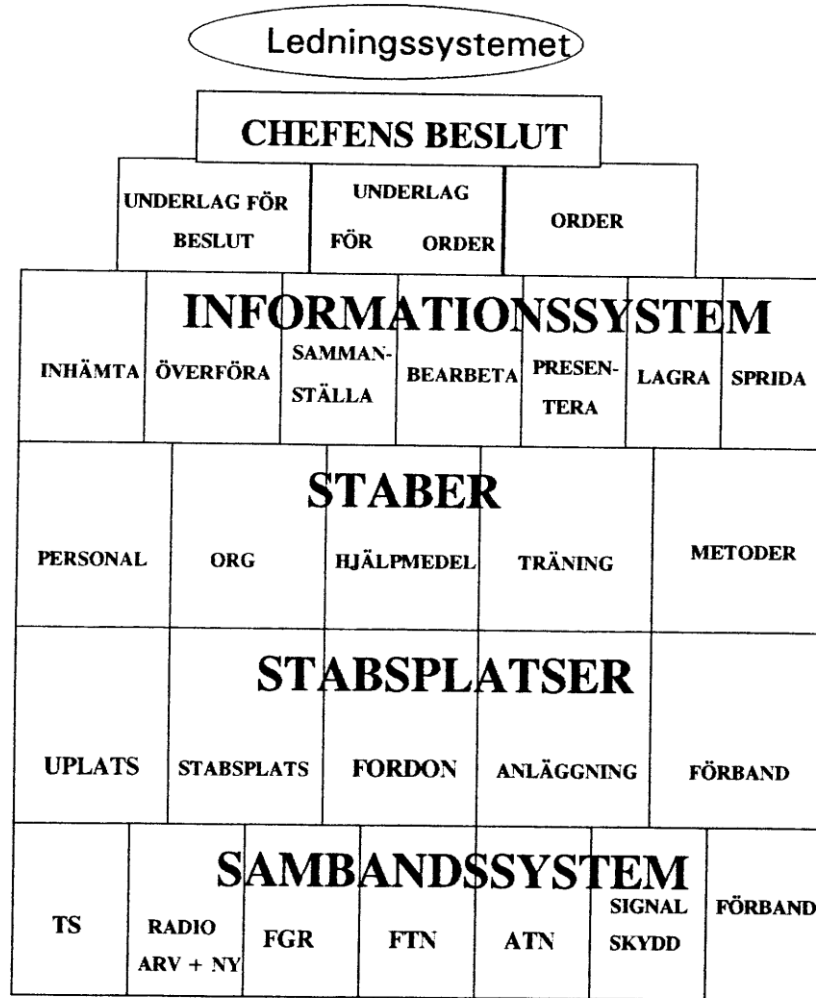 Ledningssystemet
CHEFENS BESLUT
UNDERLAG FÖR
BESLUT
UNDERLAG
FÖR ORDER
ORDER
INFORMATIONSSYSTEM
INHÄMTA
ÖVERFÖRA
SAMMAN-
STÄLLA
BEARBETA
PRESEN-
TERA
LAGRA
SPRIDA
STABER
PERSONAL
ORG
HJÄLPMEDEL
TRÄNING
METODER
STABSPLATSER
UPLATS
STABSPLATS
FORDON
ANLÄGGNING
FÖRBAND
SAMBANDSSYSTEM
TS
RADIO
ARV + NY
FGR
FTN
ATN
SIGNAL
SKYDD
FÖRBAND